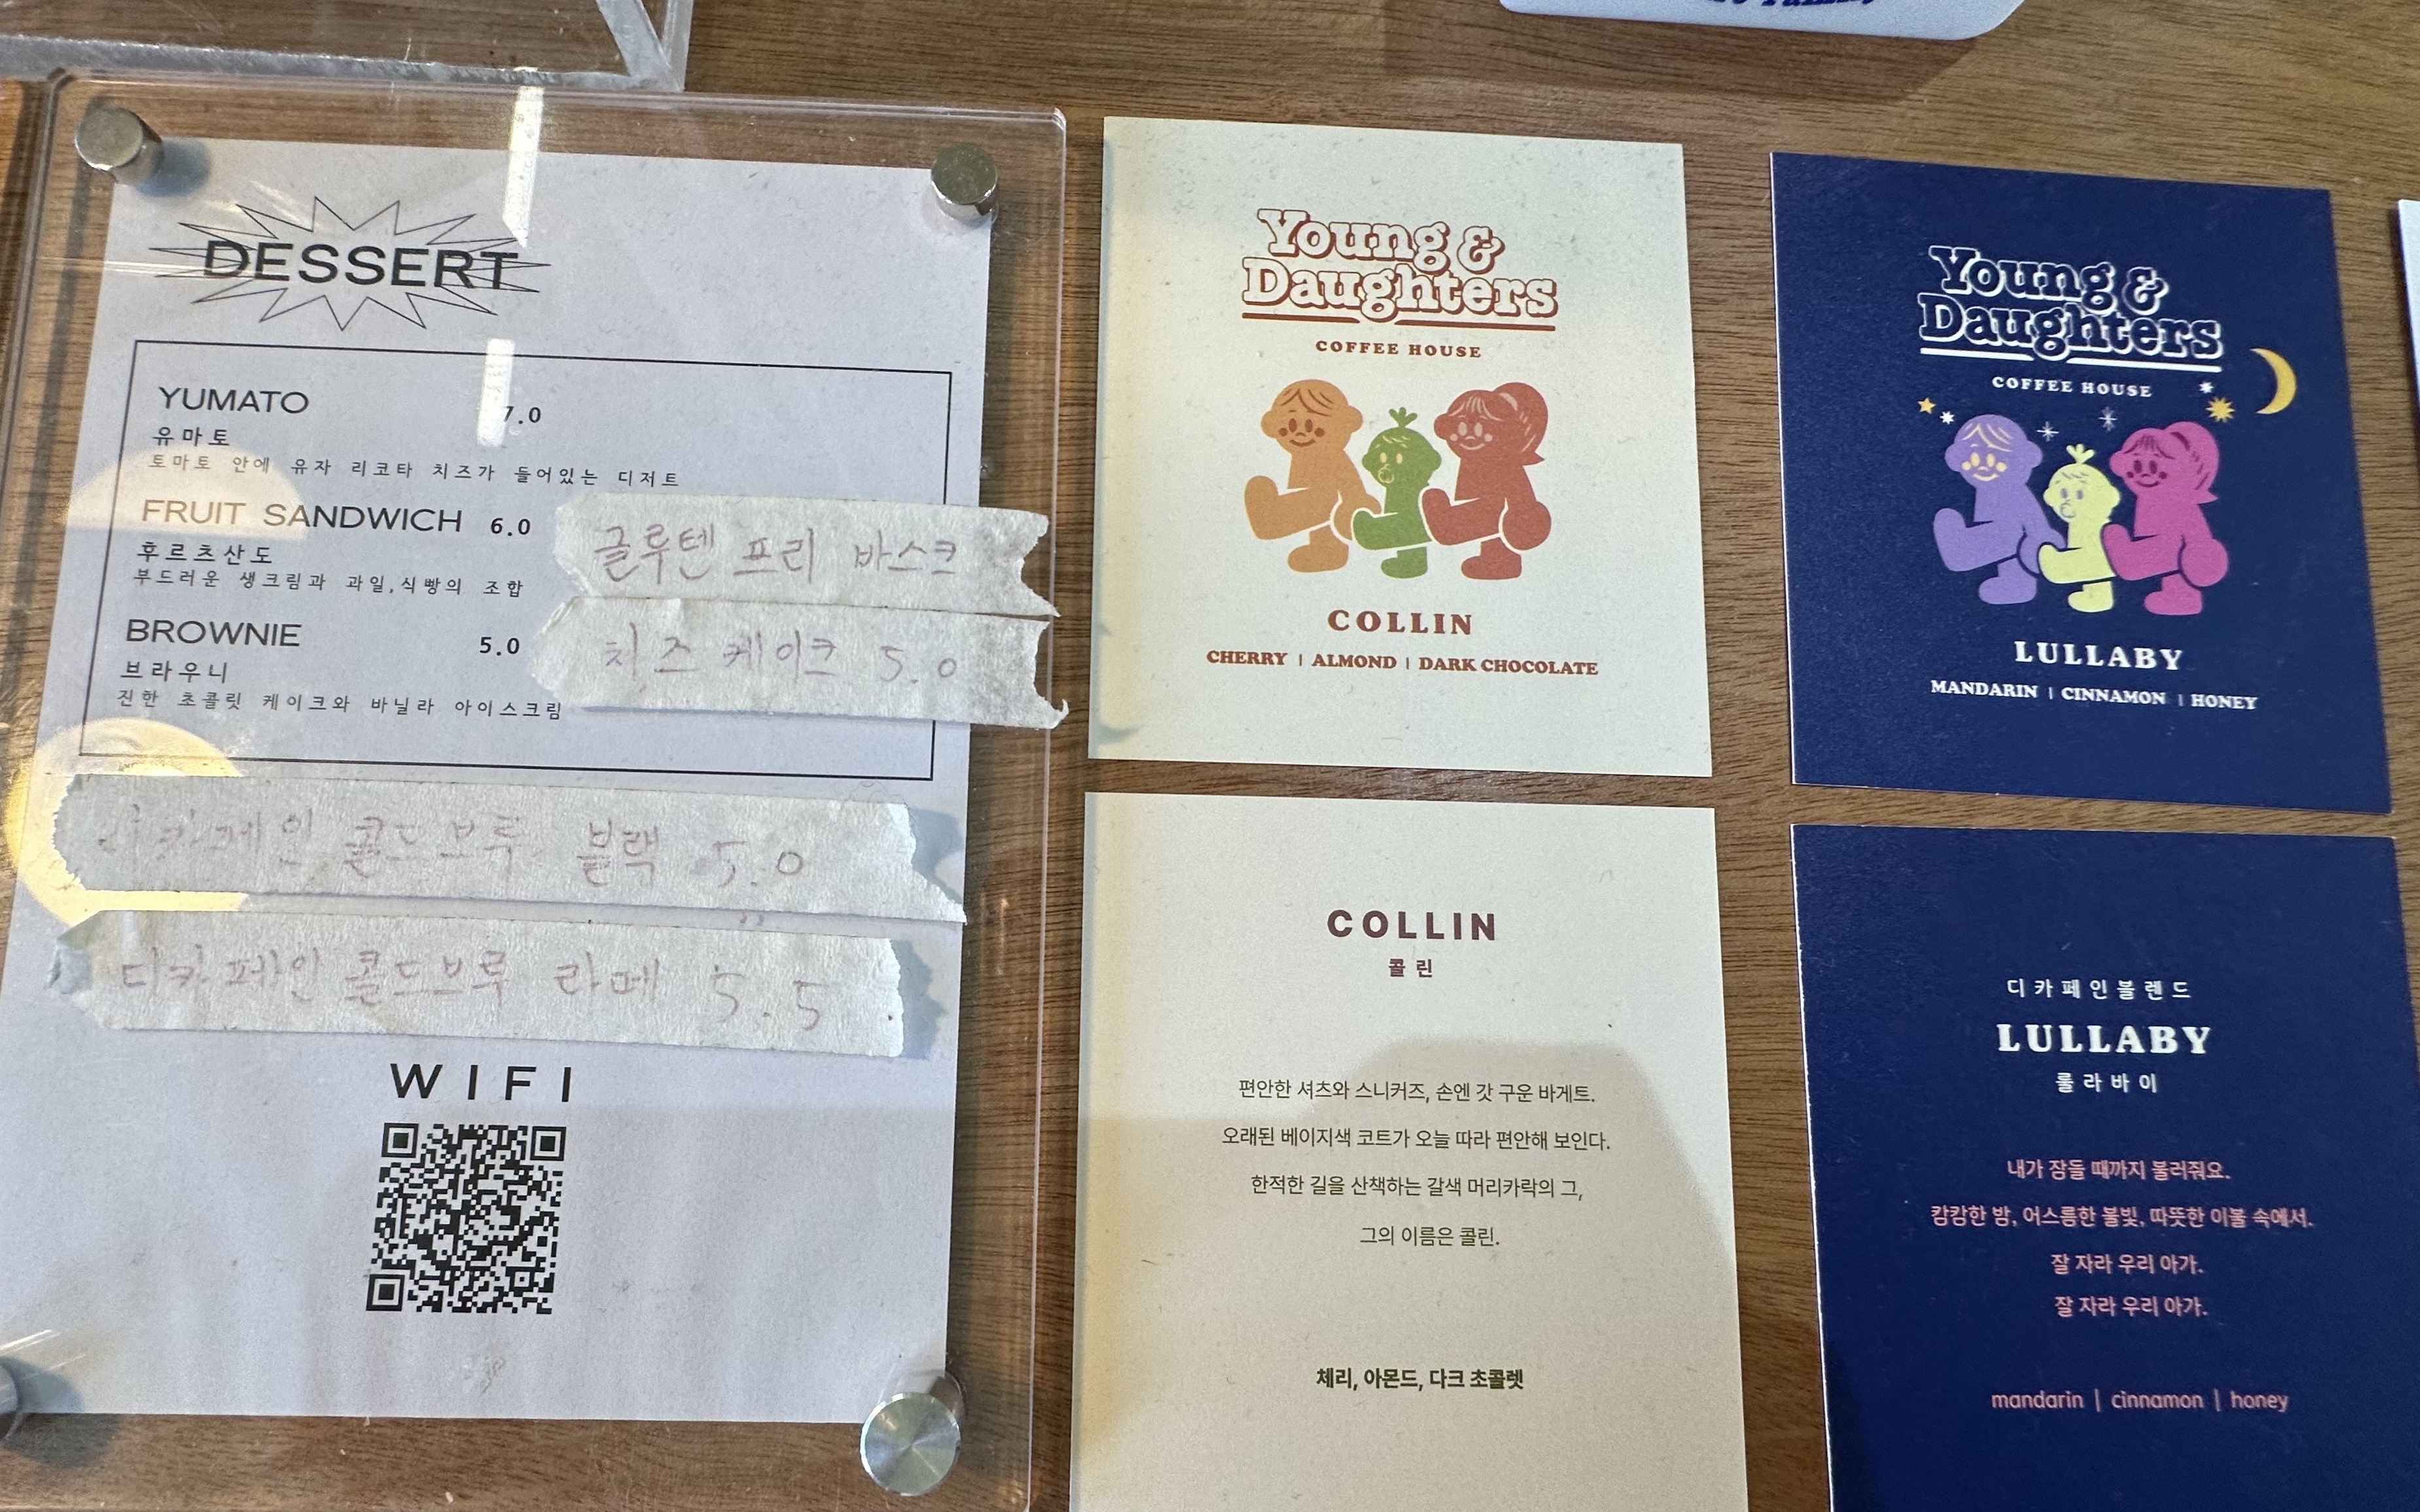 DESSERT
YUMATO 7.0
유마토
토마토 안에 유자 리코타 치즈가 들어있는 디저트
FRUIT SANDWICH 6.0
후르츠산도
부드러운 생크림과 과일,식빵의 조합
BROWNIE 5.0
브라우니
진한 초콜릿 케이크와 바닐라 아이스크림
글루텐 프리 바스크
치즈 케이크 5.0
디카페인 콜드브루 블랙 5.0
디카페인 콜드브루 라떼 5.5
WIFI
Young &
Daughters
COFFEE HOUSE
COLLIN
CHERRY | ALMOND | DARK CHOCOLATE
COLLIN
콜린
편안한 셔츠와 스니커즈, 손엔 갓 구운 바게트.
오래된 베이지색 코트가 오늘 따라 편안해 보인다.
한적한 길을 산책하는 갈색 머리카락의 그,
그의 이름은 콜린.
체리, 아몬드, 다크 초콜렛
Young &
Daughters
COFFEE HOUSE
LULLABY
MANDARIN | CINNAMON | HONEY
디카페인블렌드
LULLABY
룰라바이
내가 잠들 때까지 불러줘요.
캄캄한 밤, 어스름한 불빛, 따뜻한 이불 속에서.
잘 자라 우리 아가.
잘 자라 우리 아가.
mandarin | cinnamon | honey